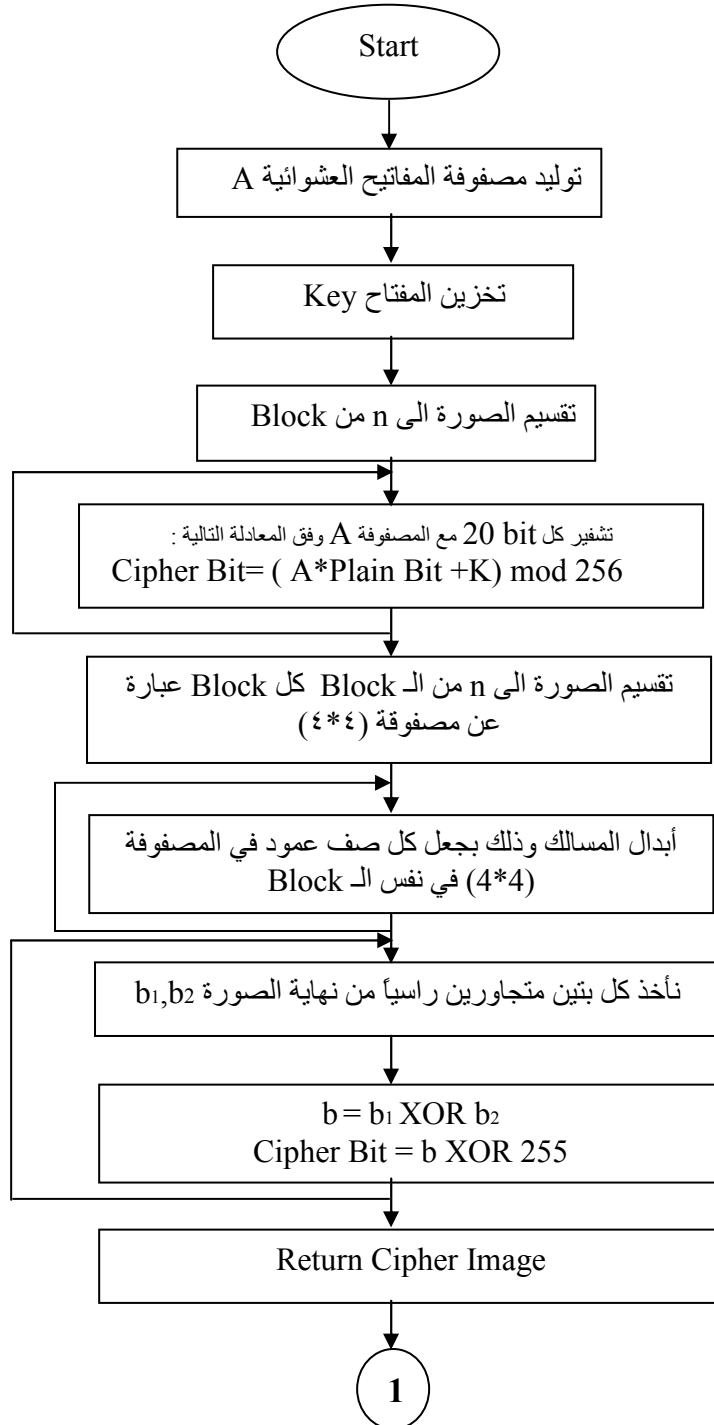 Start
توليد مصفوفة المفاتيح العشوائية A
تخزين المفتاح Key
تقسيم الصورة الى n من Block
تشفير كل 20 bit مع المصفوفة A وفق المعادلة التالية :
Cipher Bit= ( A*Plain Bit +K) mod 256
تقسيم الصورة الى n من الـ Block كل Block عبارة
عن مصفوقة (٤*٤)
أبدال المسالك وذلك بجعل كل صف عمود في المصفوفة
(4*4) في نفس الـ Block
نأخذ كل بتين متجاورين راسياً من نهاية الصورة b1,b2
b = b1 XOR b2
Cipher Bit = b XOR 255
Return Cipher Image
1